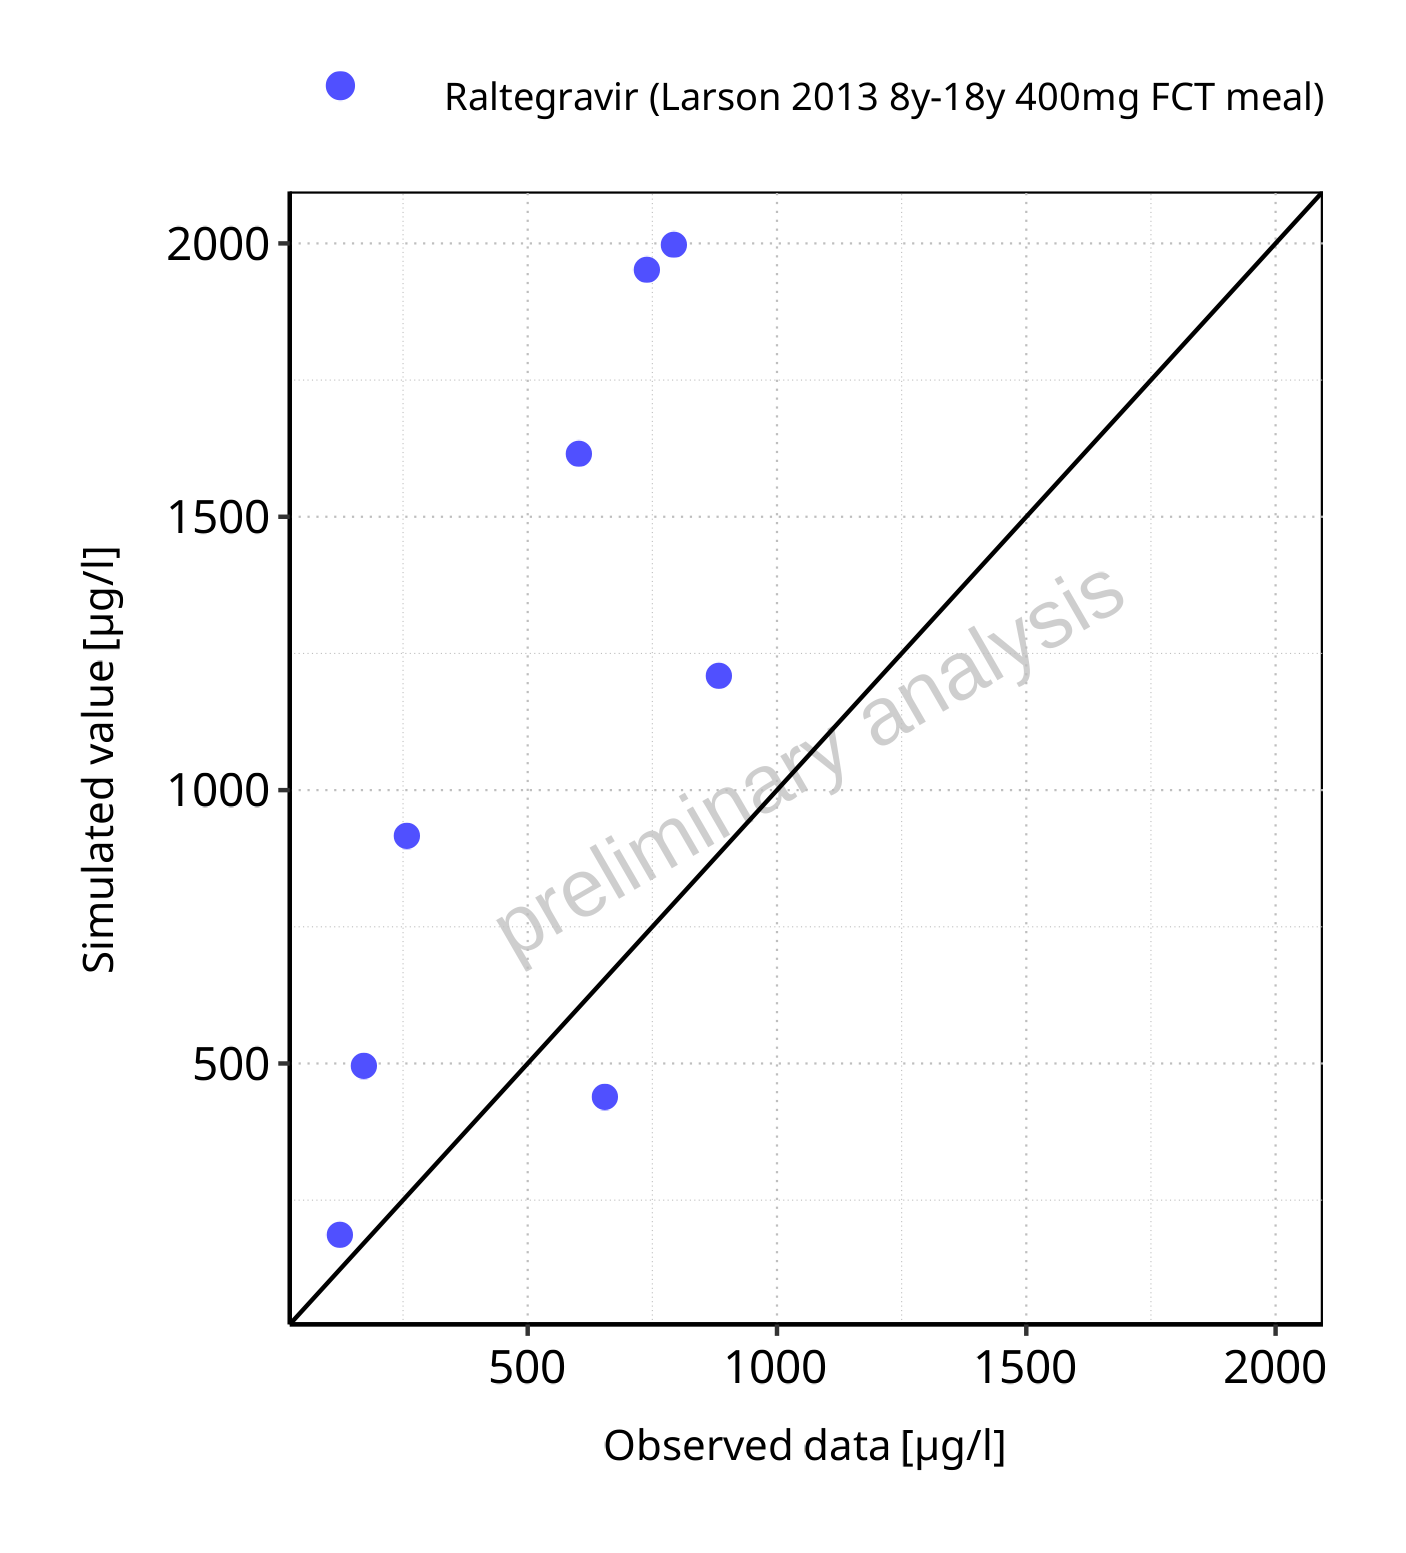 Raltegravir (Larson 2013 8y-18y 400mg FCT meal)
2000
1500
1000
500
Simulated value [µg/l]
preliminary analysis
500 1000 1500 2000
Observed data [µg/l]